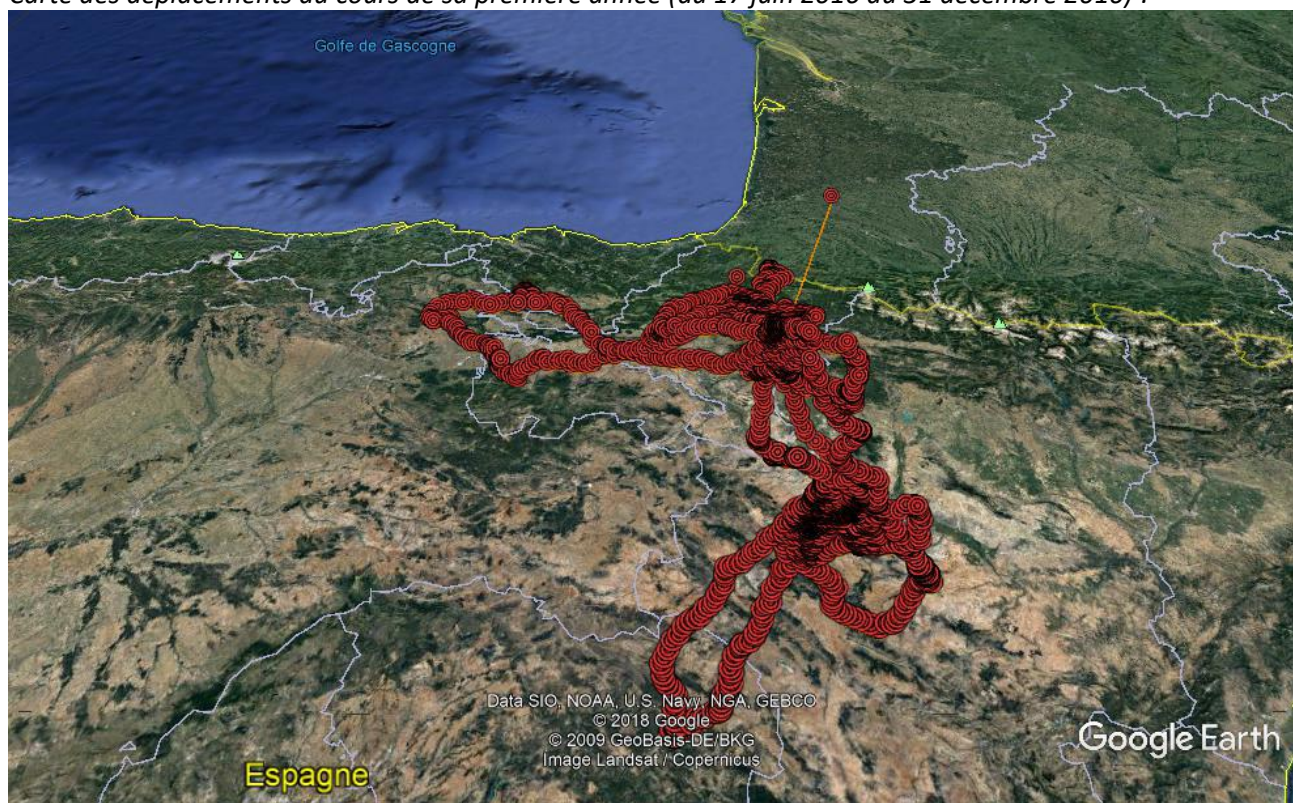 Carte des déplacements au cours de sa première année (du 17 juin 2016 au 31 décembre 2016) :
Golfe de Gascogne
Data SIO, NOAA, U.S. Navy, NGA, GEBCO
© 2018 Google
© 2009 GeoBasis-DE/BKG
Image Landsat / Copernicus
Google Earth
Espagne